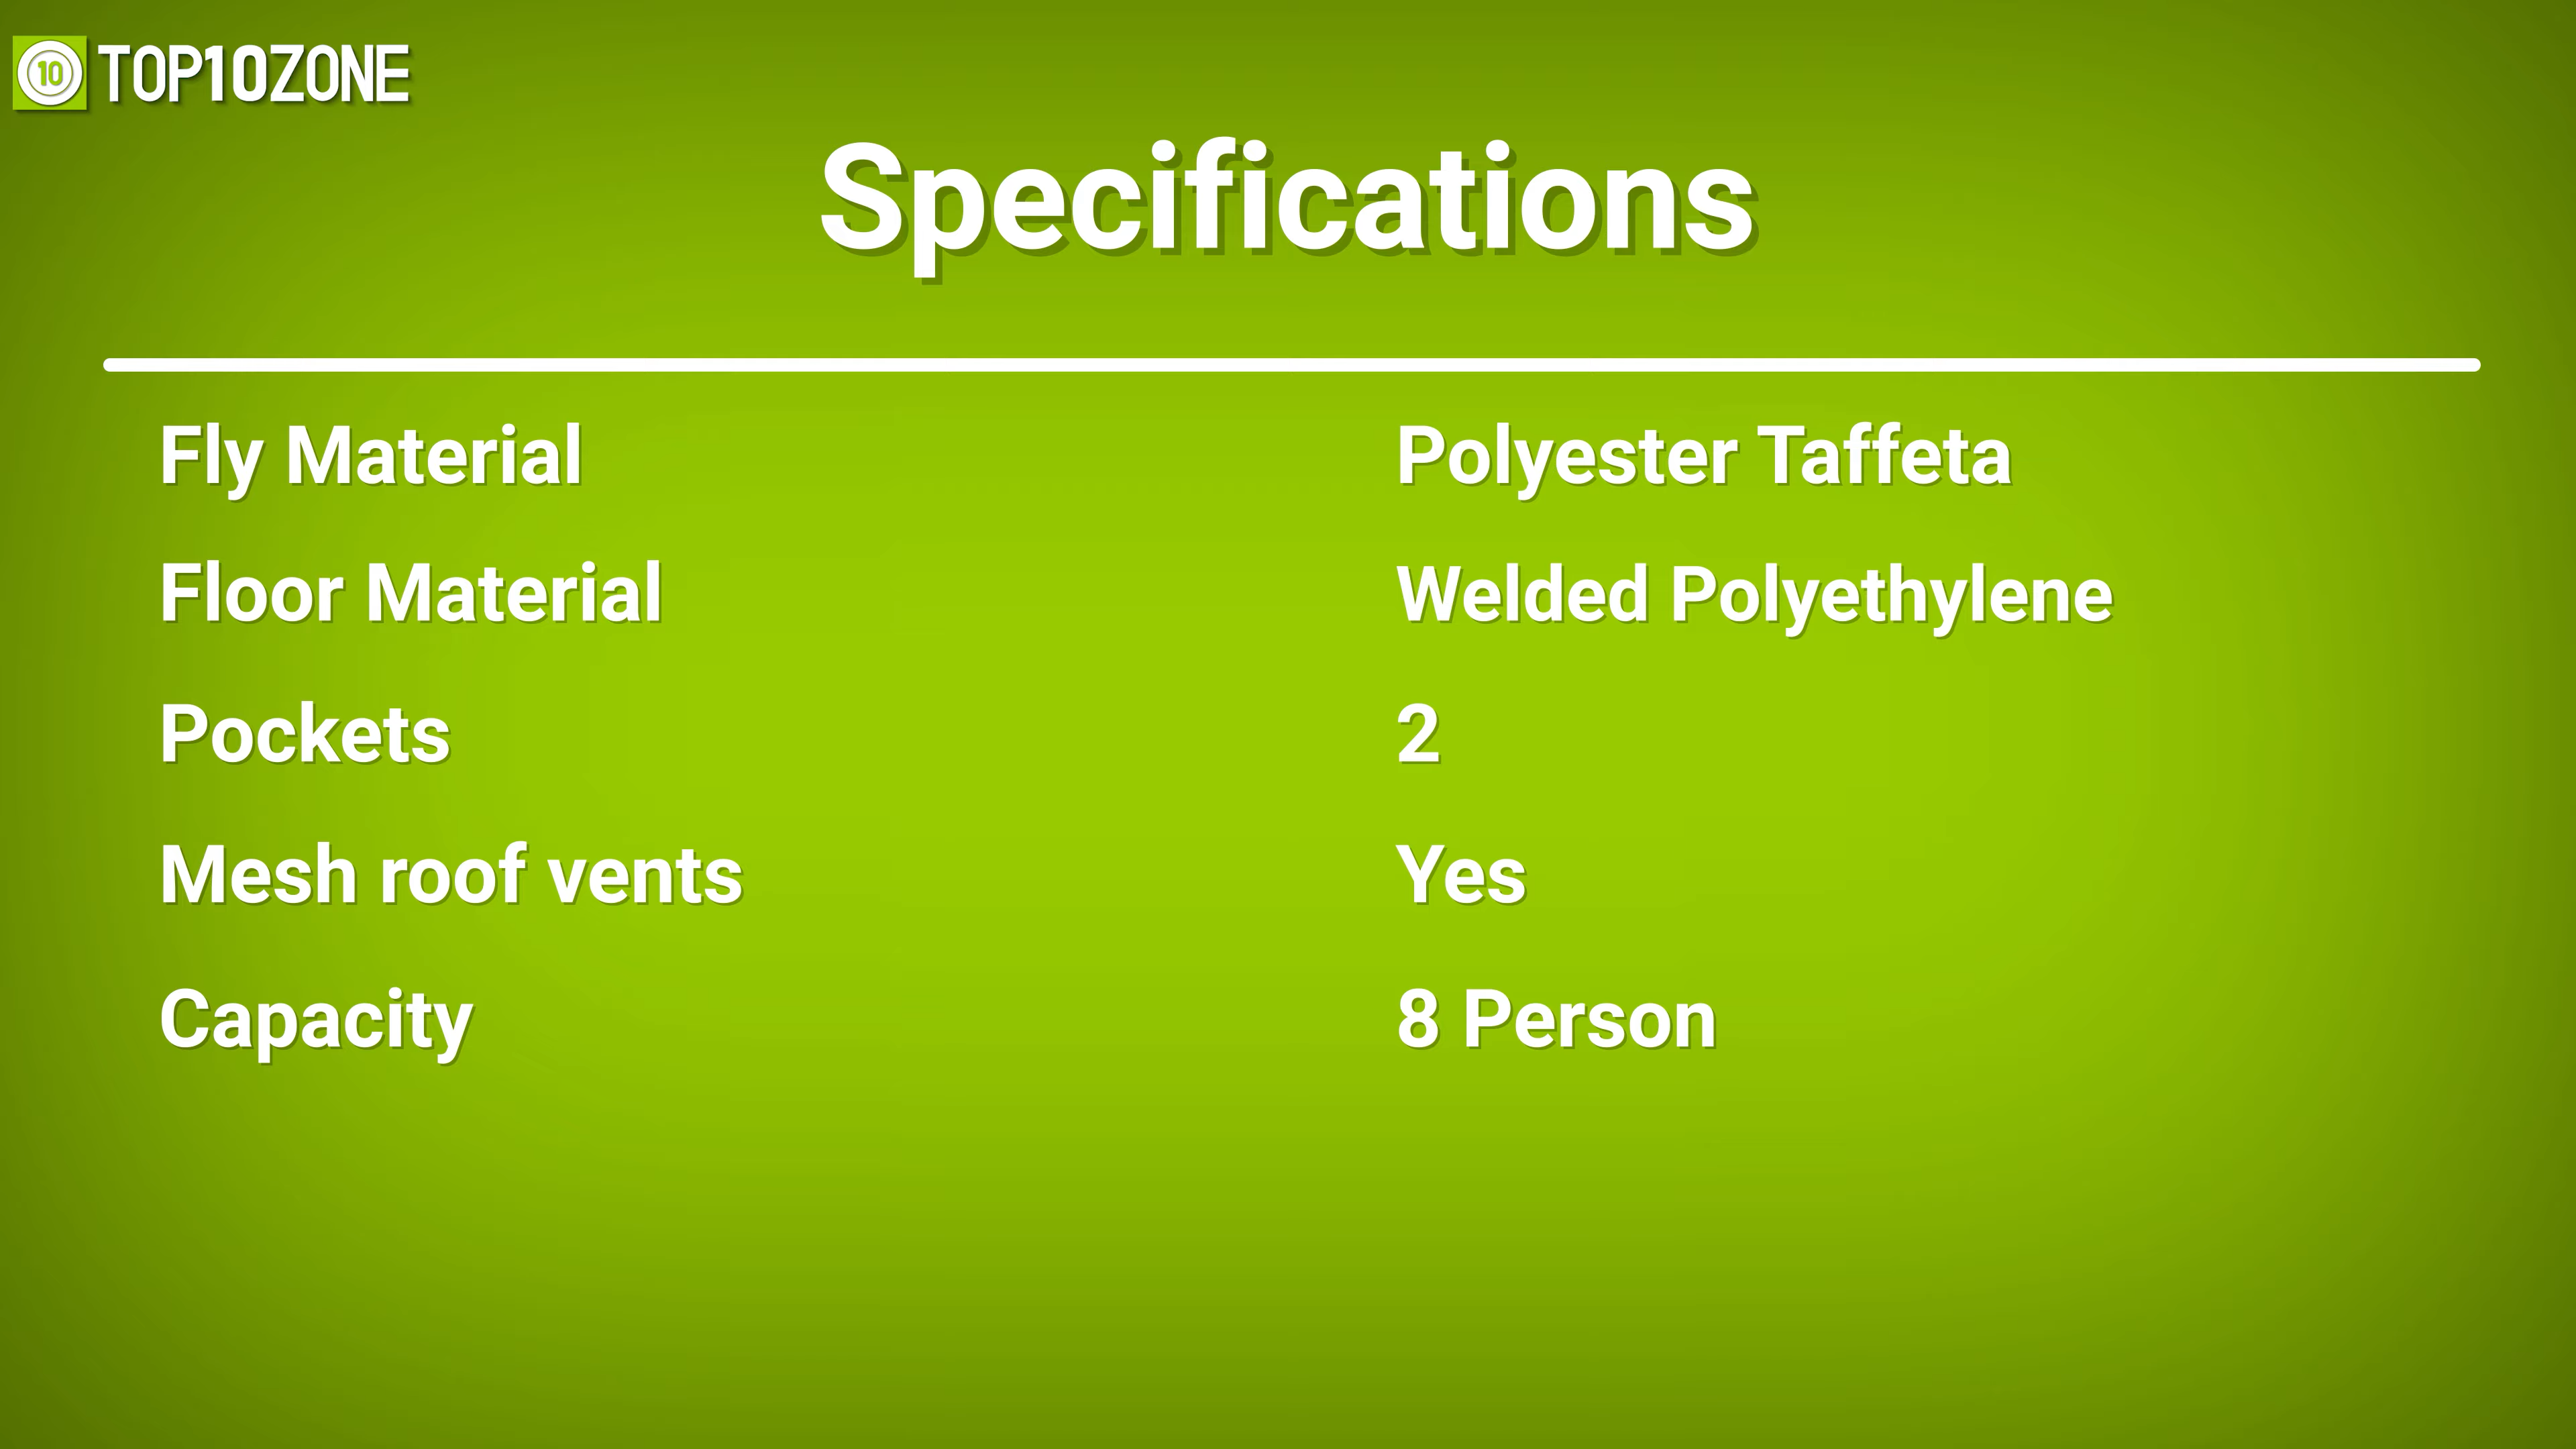 10 TOP10ZONE
Specifications
Fly Material Polyester Taffeta
Floor Material Welded Polyethylene
Pockets 2
Mesh roof vents Yes
Capacity 8 Person